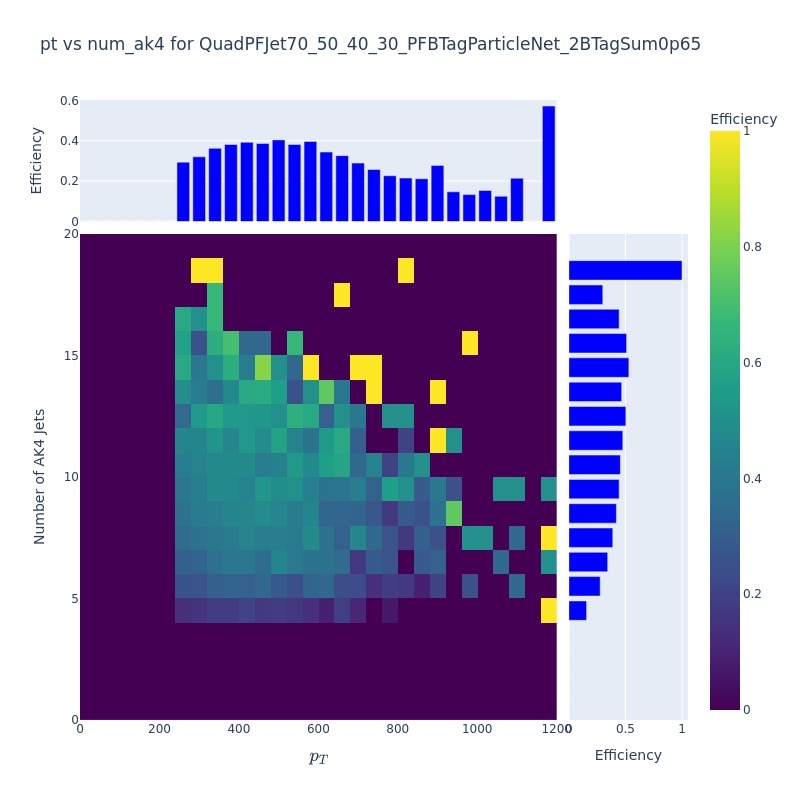 pt vs num_ak4 for QuadPFJet70_50_40_30_PFBTagParticleNet_2BTagSum0p65
Efficiency
0.6
0.4
0.2
0
Efficiency
1
0.8
0.6
0.4
0.2
0
Number of AK4 Jets
20
15
10
5
0
0 200 400 600 800 1000 1200
0 0.5 1
p_T
Efficiency